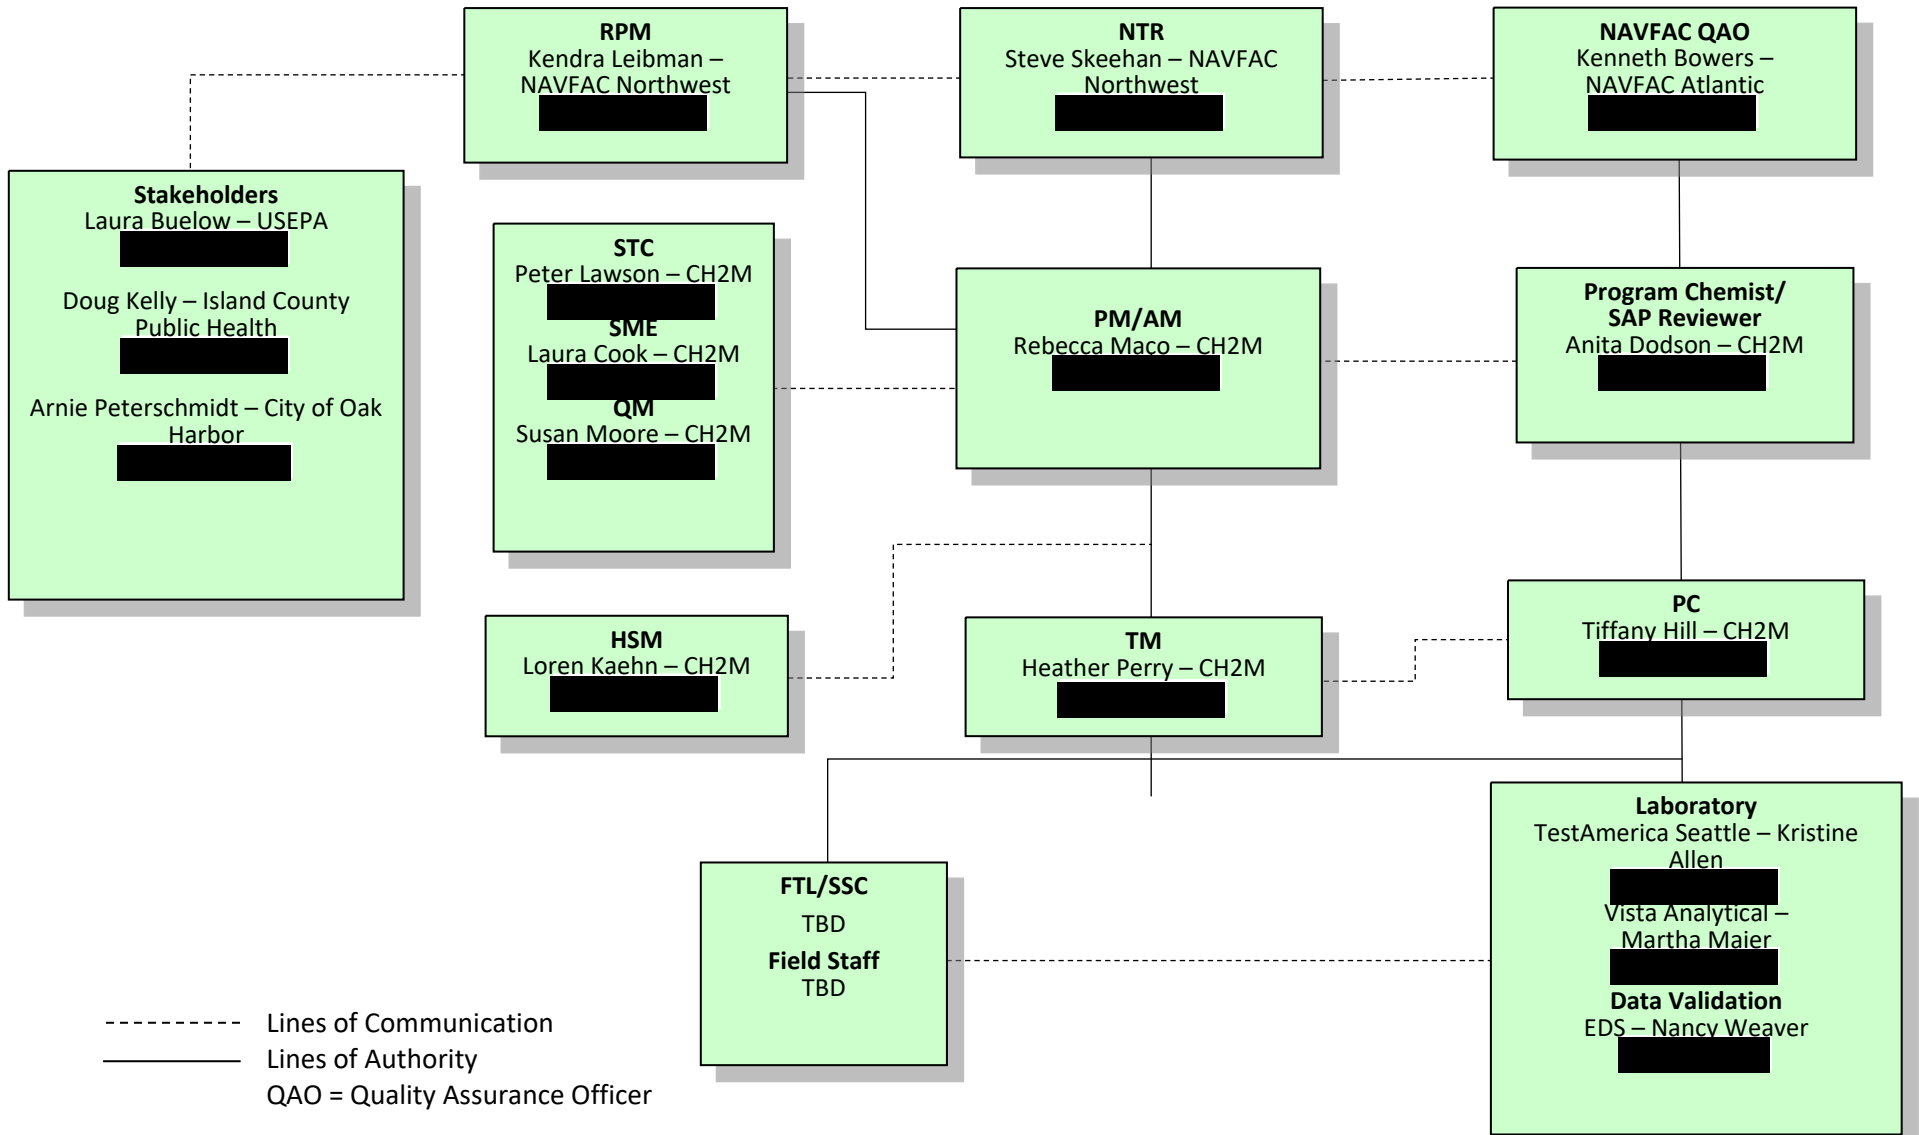 RPM
Kendra Leibman –
NAVFAC Northwest
NTR
Steve Skeehan – NAVFAC
Northwest
NAVFAC QAO
Kenneth Bowers –
NAVFAC Atlantic
Stakeholders
Laura Buelow – USEPA
Doug Kelly – Island County
Public Health
Arnie Peterschmidt – City of Oak
Harbor
STC
Peter Lawson – CH2M
SME
Laura Cook – CH2M
QM
Susan Moore – CH2M
PM/AM
Rebecca Maco – CH2M
Program Chemist/
SAP Reviewer
Anita Dodson – CH2M
HSM
Loren Kaehn – CH2M
TM
Heather Perry – CH2M
PC
Tiffany Hill – CH2M
FTL/SSC
TBD
Field Staff
TBD
Laboratory
TestAmerica Seattle – Kristine
Allen
Vista Analytical –
Martha Maier
Data Validation
EDS – Nancy Weaver
Lines of Communication
Lines of Authority
QAO = Quality Assurance Officer